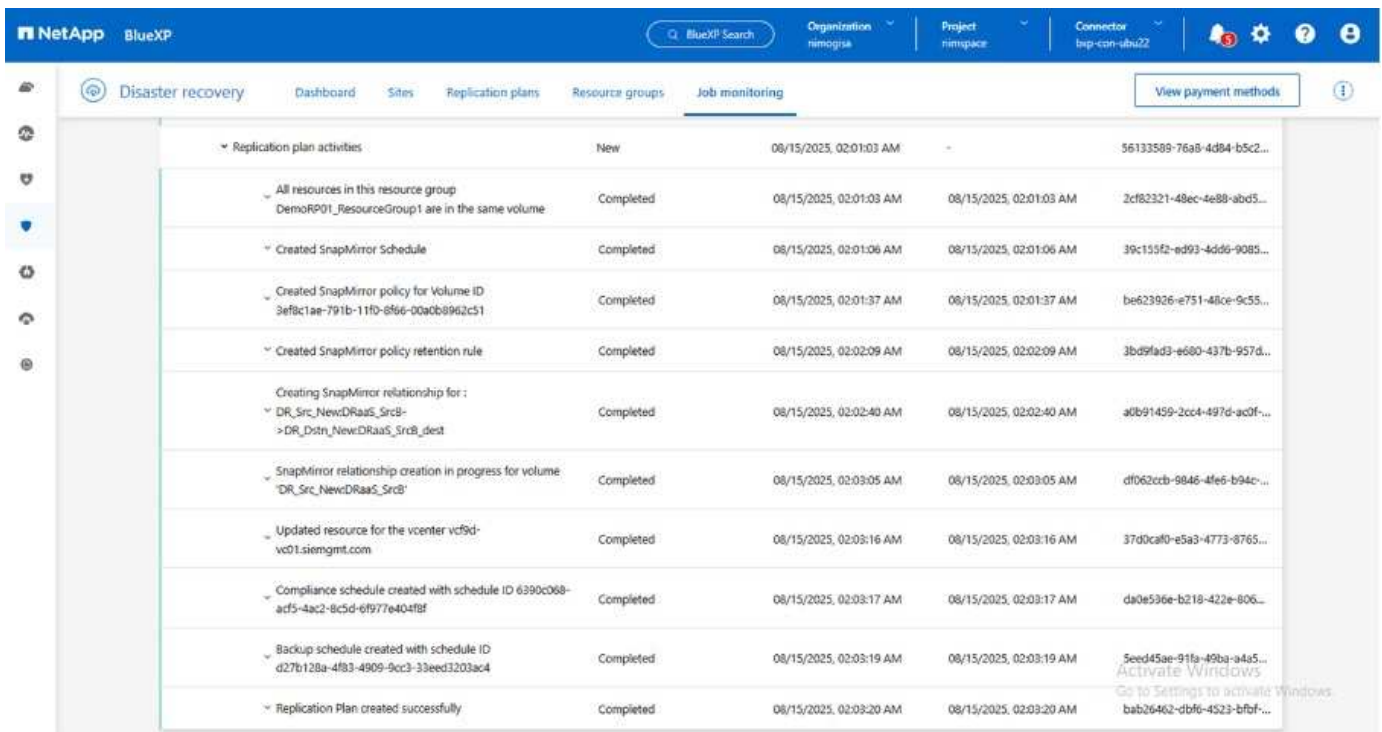 NetApp BlueXP
BlueXP Search
Organization
nimogisa
Project
nimspace
Connector
bxp-con-ubu22
5
Disaster recovery
Dashboard
Sites
Replication plans
Resource groups
Job monitoring
View payment methods
Replication plan activities New 08/15/2025, 02:01:03 AM - 56133589-76a8-4d84-b5c2...
All resources in this resource group
DemoRP01_ResourceGroup1 are in the same volume
Completed 08/15/2025, 02:01:03 AM 08/15/2025, 02:01:03 AM 2cf82321-48ec-4e88-abd5...
Created SnapMirror Schedule Completed 08/15/2025, 02:01:06 AM 08/15/2025, 02:01:06 AM 39c155f2-ed93-4dd6-9085...
Created SnapMirror policy for Volume ID
3ef8c1ae-791b-11f0-8f66-00a0b8962c51
Completed 08/15/2025, 02:01:37 AM 08/15/2025, 02:01:37 AM be623926-e751-48ce-9c55...
Created SnapMirror policy retention rule Completed 08/15/2025, 02:02:09 AM 08/15/2025, 02:02:09 AM 3bd9fad3-e680-437b-957d...
Creating SnapMirror relationship for :
DR_Src_New:DRaaS_SrcB-
>DR_Dstn_New:DRaaS_SrcB_dest
Completed 08/15/2025, 02:02:40 AM 08/15/2025, 02:02:40 AM a0b91459-2cc4-497d-ac0f-...
SnapMirror relationship creation in progress for volume
'DR_Src_New:DRaaS_SrcB'
Completed 08/15/2025, 02:03:05 AM 08/15/2025, 02:03:05 AM df062ccb-9846-4fe6-b94c-...
Updated resource for the vcenter vcf9d-
vc01.siemgmt.com
Completed 08/15/2025, 02:03:16 AM 08/15/2025, 02:03:16 AM 37d0caf0-e5a3-4773-8765...
Compliance schedule created with schedule ID 6390c068-
acf5-4ac2-8c5d-6f977e404f8f
Completed 08/15/2025, 02:03:17 AM 08/15/2025, 02:03:17 AM da0e536e-b218-422e-806...
Backup schedule created with schedule ID
d27b128a-4f83-4909-9cc3-33eed3203ac4
Completed 08/15/2025, 02:03:19 AM 08/15/2025, 02:03:19 AM 5eed45ae-91fa-49ba-a4a5...
Activate Windows
Go to Settings to activate Windows.
Replication Plan created successfully Completed 08/15/2025, 02:03:20 AM 08/15/2025, 02:03:20 AM bab26462-dbf6-4523-bfbf-...